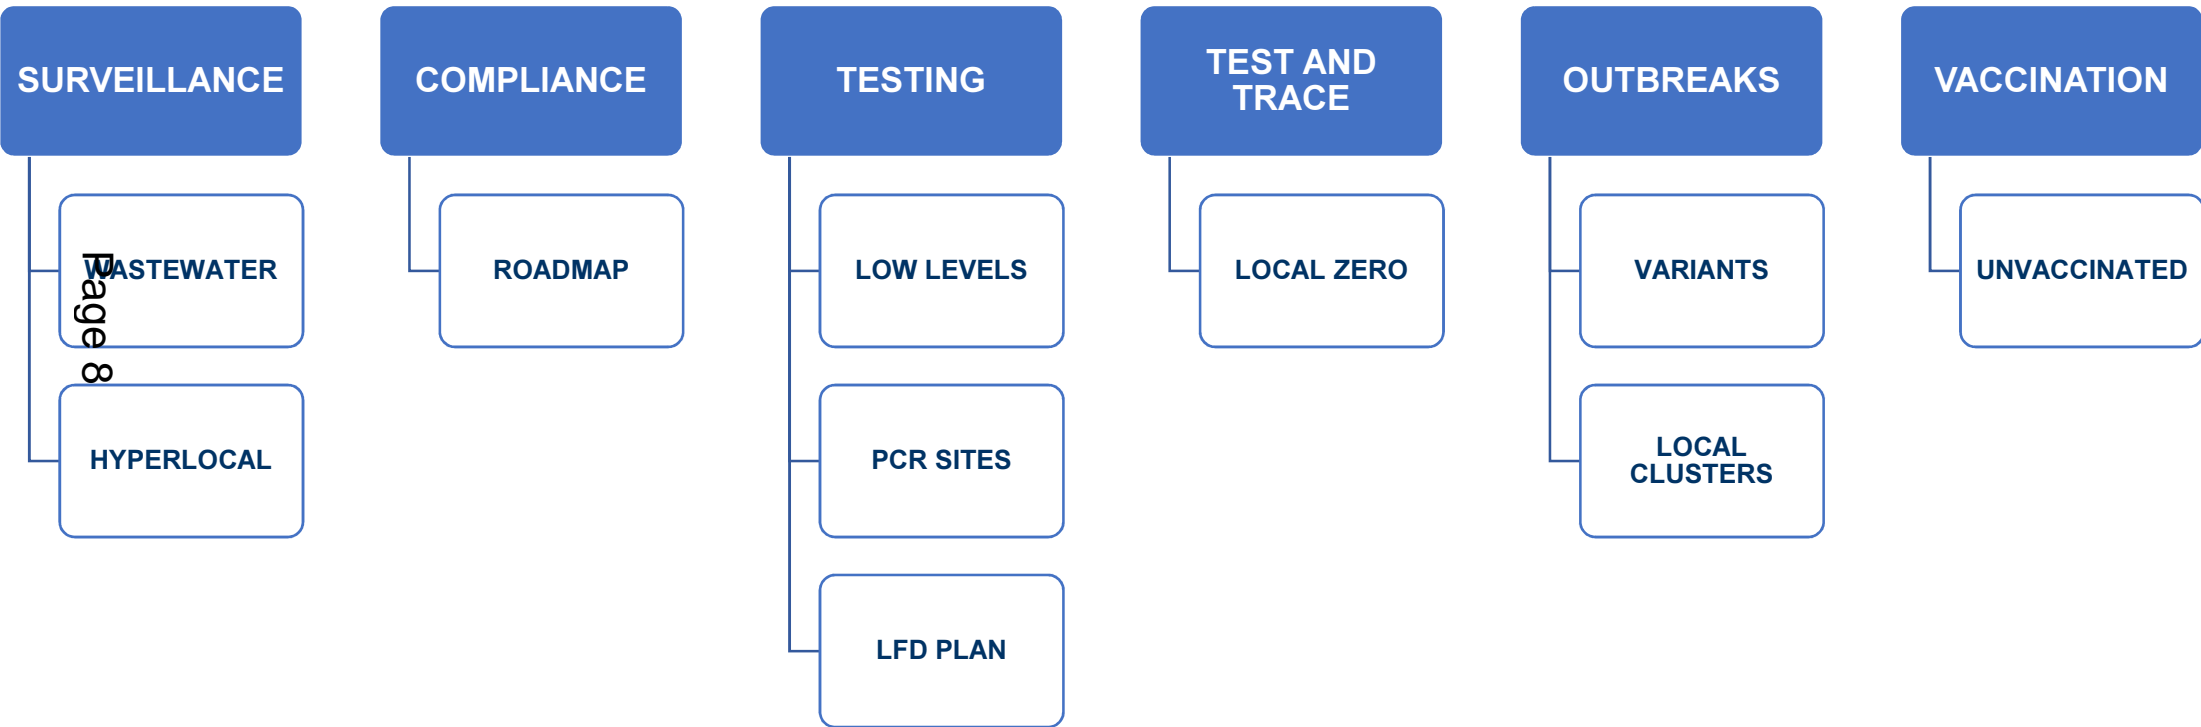 SURVEILLANCE
WASTEWATER
HYPERLOCAL
COMPLIANCE
ROADMAP
TESTING
LOW LEVELS
PCR SITES
LFD PLAN
TEST AND
TRACE
LOCAL ZERO
OUTBREAKS
VARIANTS
LOCAL
CLUSTERS
VACCINATION
UNVACCINATED
Page 8